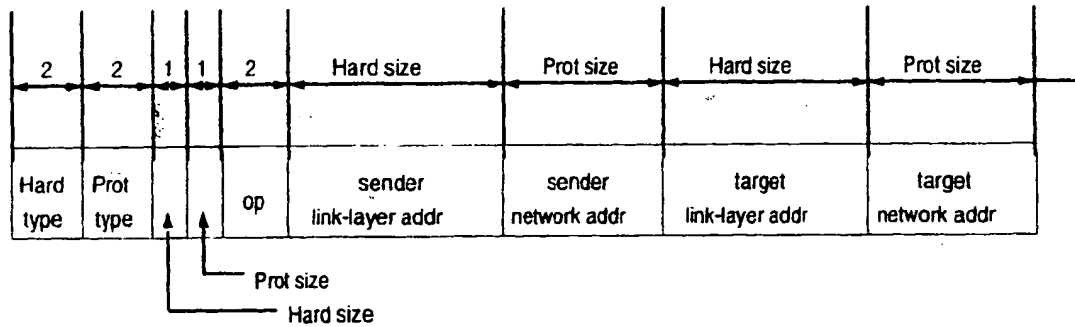 2 2 1 1 2 Hard size Prot size Hard size Prot size
Hard type Prot type op sender link-layer addr sender network addr target link-layer addr target network addr
Prot size
Hard size